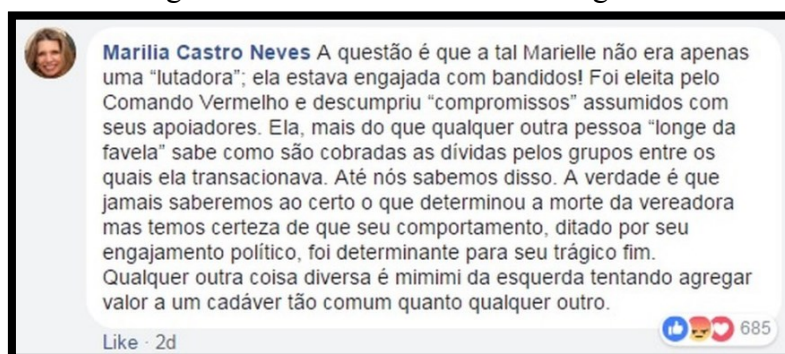 Marilia Castro Neves A questão é que a tal Marielle não era apenas
uma “lutadora”; ela estava engajada com bandidos! Foi eleita pelo
Comando Vermelho e descumpriu “compromissos” assumidos com
seus apoiadores. Ela, mais do que qualquer outra pessoa “longe da
favela” sabe como são cobradas as dívidas pelos grupos entre os
quais ela transacionava. Até nós sabemos disso. A verdade é que
jamais saberemos ao certo o que determinou a morte da vereadora
mas temos certeza de que seu comportamento, ditado por seu
engajamento político, foi determinante para seu trágico fim.
Qualquer outra coisa diversa é mimimi da esquerda tentando agregar
valor a um cadáver tão comum quanto qualquer outro.
685
Like · 2d